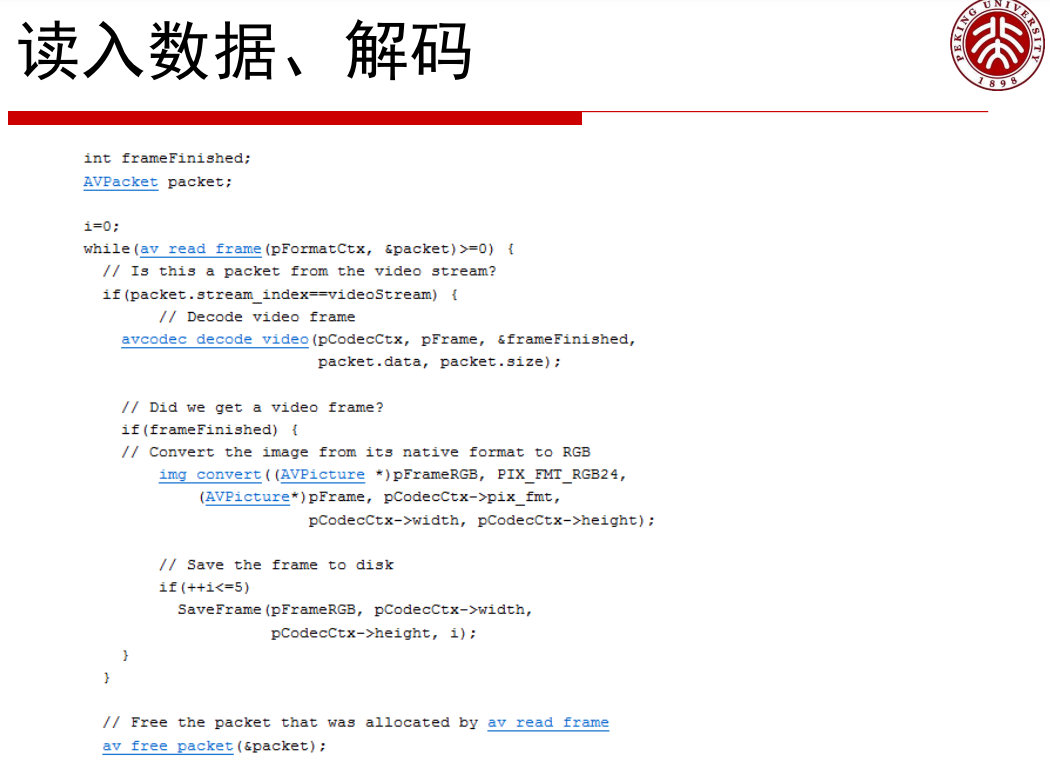 读入数据、解码
PEKING UNIVERSITY
1898
int frameFinished;
AVPacket packet;
i=0;
while(av_read_frame(pFormatCtx, &packet)>=0) {
// Is this a packet from the video stream?
if(packet.stream_index==videoStream) {
// Decode video frame
avcodec_decode_video(pCodecCtx, pFrame, &frameFinished,
packet.data, packet.size);
// Did we get a video frame?
if(frameFinished) {
// Convert the image from its native format to RGB
img_convert((AVPicture *)pFrameRGB, PIX_FMT_RGB24,
(AVPicture*)pFrame, pCodecCtx->pix_fmt,
pCodecCtx->width, pCodecCtx->height);
// Save the frame to disk
if(++i<=5)
SaveFrame(pFrameRGB, pCodecCtx->width,
pCodecCtx->height, i);
}
}
// Free the packet that was allocated by av_read_frame
av_free_packet(&packet);